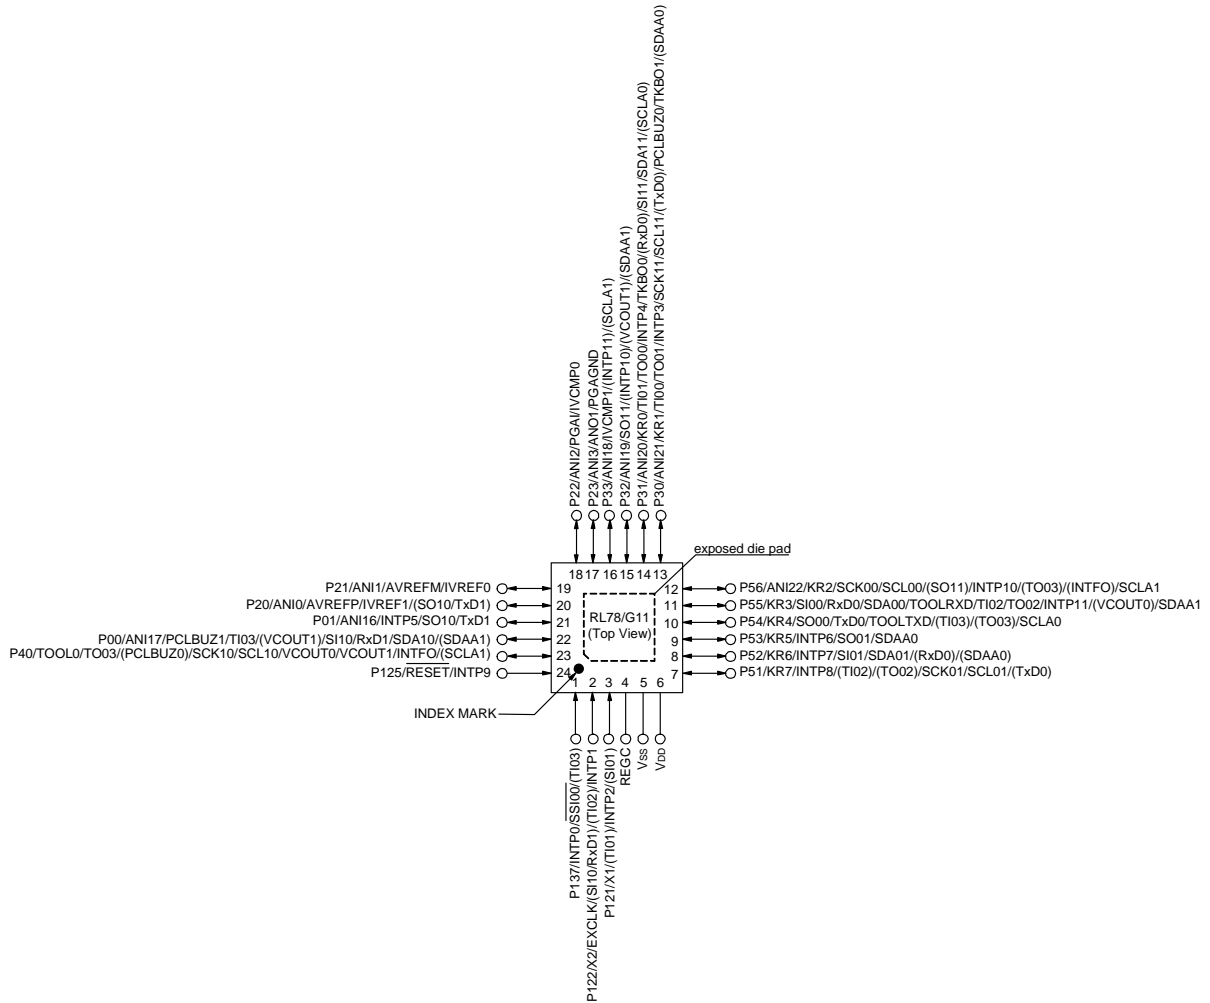 P22/ANI2/PGAI/IVCMP0
P23/ANI3/ANO1/PGAGND
P33/ANI18/IVCMP1/(INTP11)/(SCLA1)
P32/ANI19/SO11/(INTP10)/(VCOUT1)/(SDAA1)
P31/ANI20/KR0/TI01/TO00/INTP4/TKBO0/(RxD0)/SI11/SDA11/(SCLA0)
P30/ANI21/KR1/TI00/TO01/INTP3/SCK11/SCL11/(TxD0)/PCLBUZ0/TKBO1/(SDAA0)
exposed die pad
18 17 16 15 14 13
P21/ANI1/AVREFM/IVREF0 19
P20/ANI0/AVREFP/IVREF1/(SO10/TxD1) 20
P01/ANI16/INTP5/SO10/TxD1 21
P00/ANI17/PCLBUZ1/TI03/(VCOUT1)/SI10/RxD1/SDA10/(SDAA1) 22
P40/TOOL0/TO03/(PCLBUZ0)/SCK10/SCL10/VCOUT0/VCOUT1/INTFO/(SCLA1) 23
P125/RESET/INTP9 24
RL78/G11
(Top View)
12 P56/ANI22/KR2/SCK00/SCL00/(SO11)/INTP10/(TO03)/(INTFO)/SCLA1
11 P55/KR3/SI00/RxD0/SDA00/TOOLRXD/TI02/TO02/INTP11/(VCOUT0)/SDAA1
10 P54/KR4/SO00/TxD0/TOOLTXD/(TI03)/(TO03)/SCLA0
9 P53/KR5/INTP6/SO01/SDAA0
8 P52/KR6/INTP7/SI01/SDA01/(RxD0)/(SDAA0)
7 P51/KR7/INTP8/(TI02)/(TO02)/SCK01/SCL01/(TxD0)
1 2 3 4 5 6
INDEX MARK
P137/INTP0/SSI00/(TI03)
P122/X2/EXCLK/(SI10/RxD1)/(TI02)/INTP1
P121/X1/(TI01)/INTP2/(SI01)
REGC
VSS
VDD